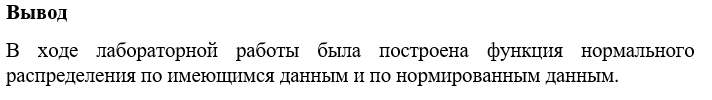 Вывод
В ходе лабораторной работы была построена функция нормального
распределения по имеющимся данным и по нормированным данным.